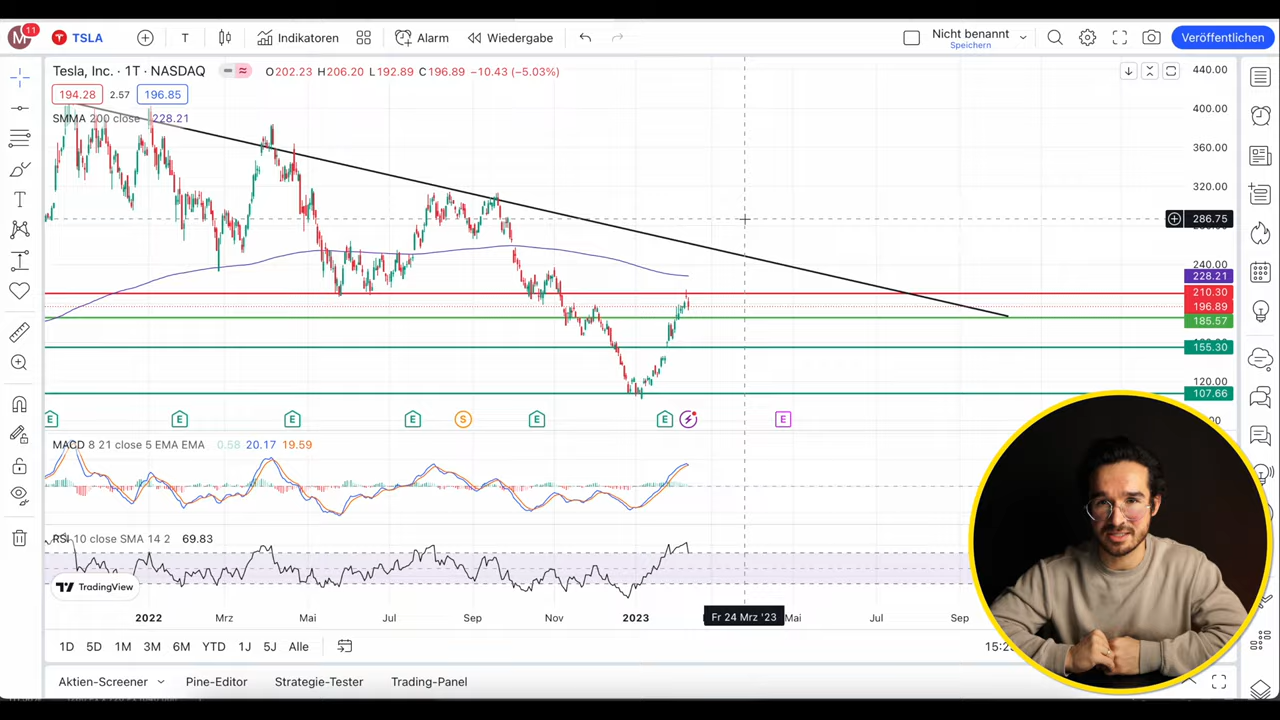 M 11 TSLA T Indikatoren Alarm Wiedergabe Nicht benannt Speichern Veröffentlichen
Tesla, Inc. · 1T · NASDAQ O202.23 H206.20 L192.89 C196.89 −10.43 (−5.03%)
194.28 2.57 196.85
SMMA 200 close 228.21
440.00
400.00
360.00
320.00
286.75
240.00
228.21
210.30
196.89
185.57
155.30
120.00
107.66
E E E E S E E E
MACD 8 21 close 5 EMA EMA 0.58 20.17 19.59
RSI 10 close SMA 14 2 69.83
TradingView
2022 Mrz Mai Jul Sep Nov 2023 Fr 24 Mrz '23 Mai Jul Sep
1D 5D 1M 3M 6M YTD 1J 5J Alle
Aktien-Screener Pine-Editor Strategie-Tester Trading-Panel